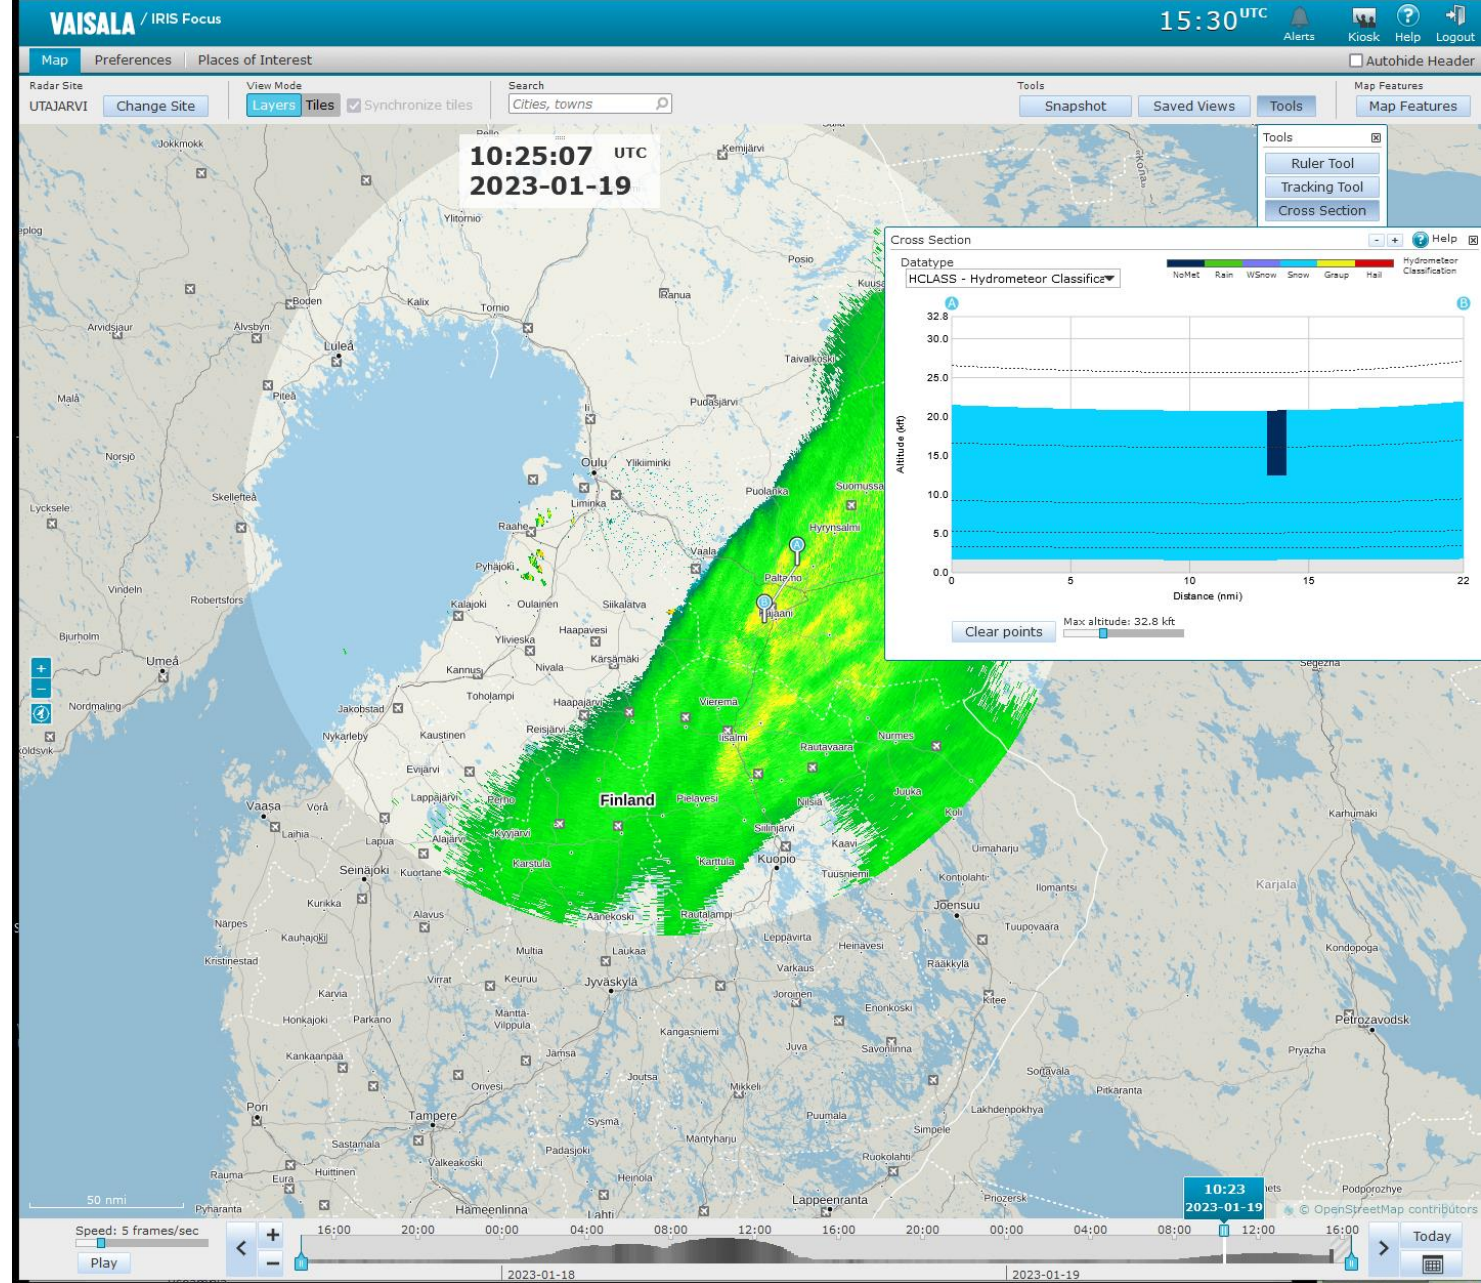 VAISALA / IRIS Focus
15:30 UTC
Alerts
Kiosk
Help
Logout
Map
Preferences
Places of Interest
Autohide Header
Radar Site
UTAJARVI
Change Site
View Mode
Layers
Tiles
Synchronize tiles
Search
Cities, towns
Tools
Snapshot
Saved Views
Tools
Map Features
Map Features
10:25:07 UTC
2023-01-19
Tools
Ruler Tool
Tracking Tool
Cross Section
Cross Section
- +
Help
Datatype
HCLASS - Hydrometeor Classifica
NoMet Rain WSnow Snow Graup Hail
Hydrometeor
Classification
A
B
32.8
30.0
25.0
20.0
15.0
10.0
5.0
0.0
Altitude (kft)
0 5 10 15 22
Distance (nmi)
Clear points
Max altitude: 32.8 kft
Jokkmokk
Kemijärvi
«Кола»
Ylitornio
Posio
Ranua
Boden
Kalix
Tornio
Arvidsjaur
Älvsbyn
Luleå
Taivalkoski
Piteå
Malå
Pudasjärvi
Ii
Norsjö
Oulu
Ylikiiminki
Skellefteå
Puolanka
Suomussa
Lycksele
Liminka
Raahe
Hyrynsalmi
Vaala
A
Pyhäjoki
Paltamo
Vindeln
Robertsfors
Kalajoki
Oulainen
Siikalatva
B
Kajaani
Bjurholm
Ylivieska
Haapavesi
Umeå
Kannus
Nivala
Kärsämäki
Segezha
Toholampi
Haapajärvi
Vieremä
Nordmaling
Jakobstad
Nykarleby
Kaustinen
Reisjärvi
Iisalmi
Nurmes
Rautavaara
Evijärvi
Lappajärvi
Perho
Finland
Pielavesi
Nilsiä
Juuka
Vaasa
Vörå
Koli
Karhumäki
Laihia
Lapua
Alajärvi
Kyyjärvi
Siilinjärvi
Kaavi
Uimaharju
Seinäjoki
Kuortane
Karstula
Karttula
Kuopio
Tuusniemi
Kontiolahti
Ilomantsi
Karjala
Kurikka
Joensuu
Närpes
Alavus
Äänekoski
Rautalampi
Tuupovaara
Kauhajoki
Leppävirta
Heinävesi
Kondopoga
Kristinestad
Multia
Laukaa
Varkaus
Rääkkylä
Karvia
Virrat
Keuruu
Jyväskylä
Joroinen
Kitee
Honkajoki
Parkano
Mänttä-
Vilppula
Kangasniemi
Enonkoski
Petrozavodsk
Kankaanpää
Jämsä
Juva
Savonlinna
Pryazha
Orivesi
Joutsa
Mikkeli
Sortavala
Pitkäranta
Pori
Tampere
Sysmä
Puumala
Lakhdenpokhya
Sastamala
Padasjoki
Mäntyharju
Simpele
Valkeakoski
Ruokolahti
Rauma
Eura
Huittinen
Heinola
50 nmi
Pyhäranta
Hämeenlinna
Lahti
Lappeenranta
Priozersk
Podporozhye
10:23
2023-01-19
© OpenStreetMap contributors
Speed: 5 frames/sec
Play
16:00 20:00 00:00 04:00 08:00 12:00 16:00 20:00 00:00 04:00 08:00 12:00 16:00
2023-01-18
2023-01-19
Today